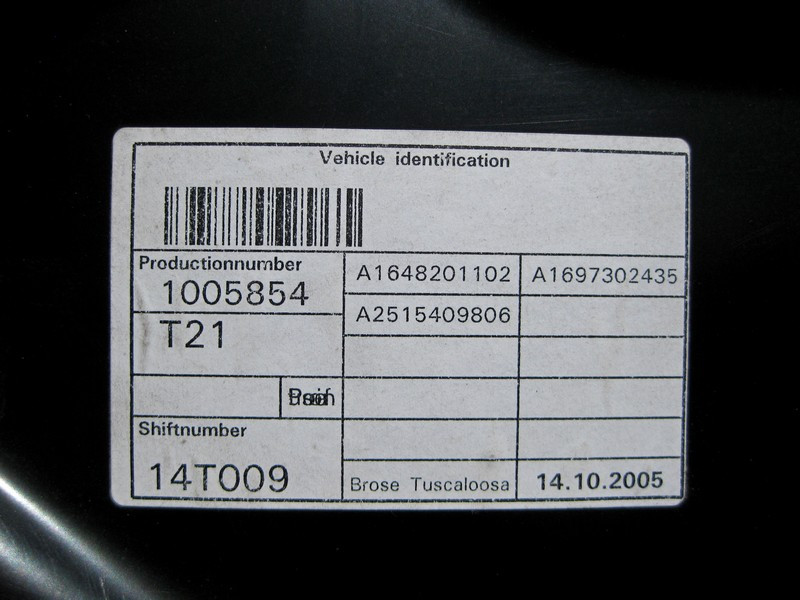 Vehicle identification
Productionnumber
1005854
A1648201102
A1697302435
T21
A2515409806
Shiftnumber
14T009
Brose Tuscaloosa
14.10.2005